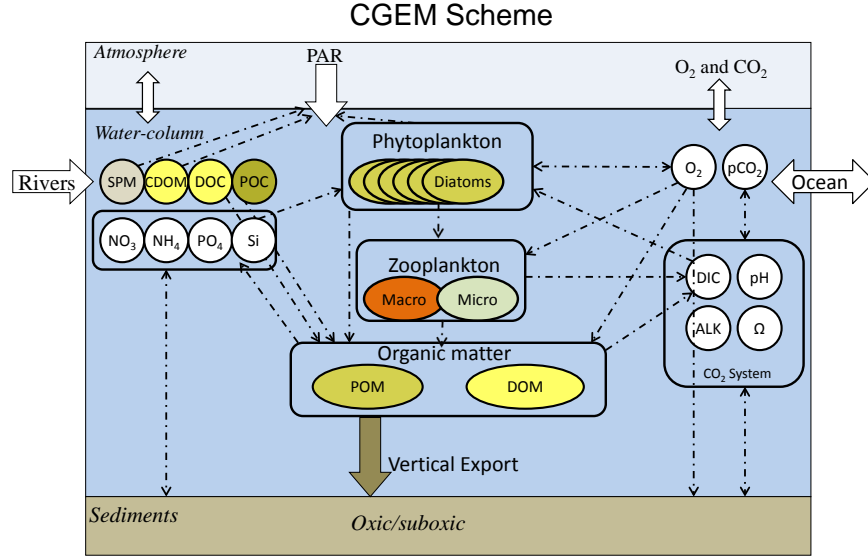 CGEM Scheme
Atmosphere
PAR
O₂ and CO₂
Water-column
Phytoplankton
Diatoms
SPM
CDOM
DOC
POC
O₂
pCO₂
Rivers
Ocean
NO₃
NH₄
PO₄
Si
Zooplankton
Macro
Micro
DIC
pH
ALK
Ω
CO₂ System
Organic matter
POM
DOM
Vertical Export
Sediments
Oxic/suboxic